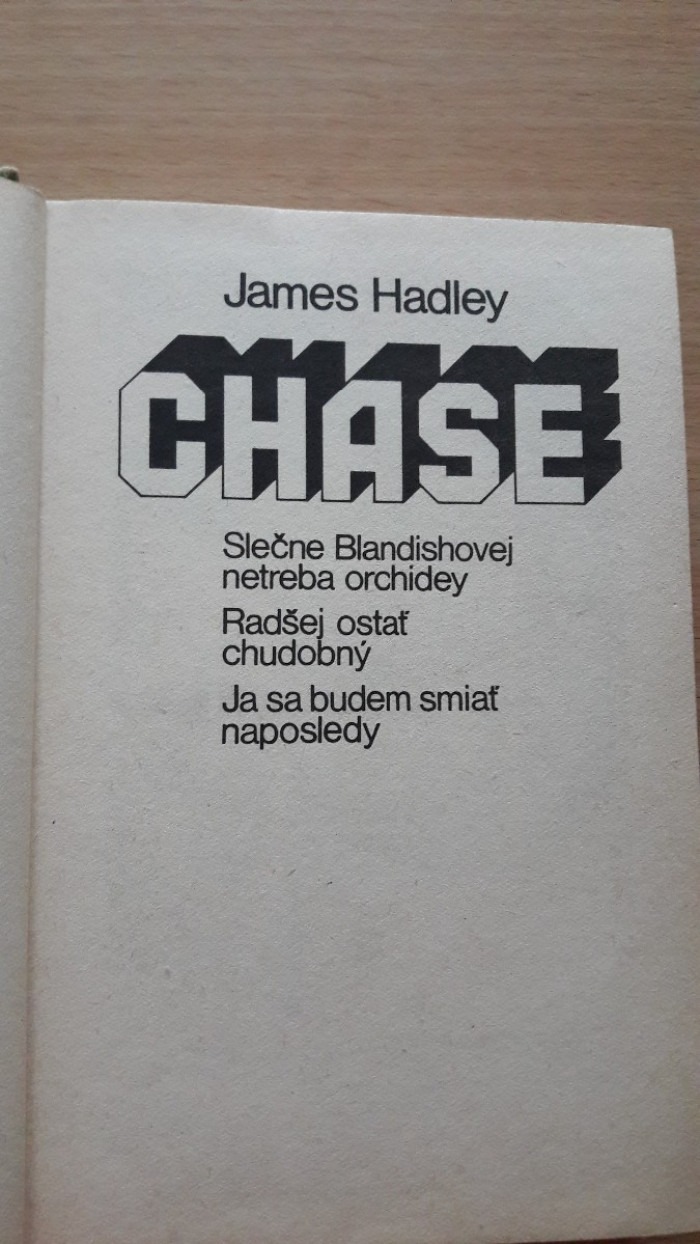 James Hadley
CHASE
Slečne Blandishovej
netreba orchidey
Radšej ostať
chudobný
Ja sa budem smiať
naposledy